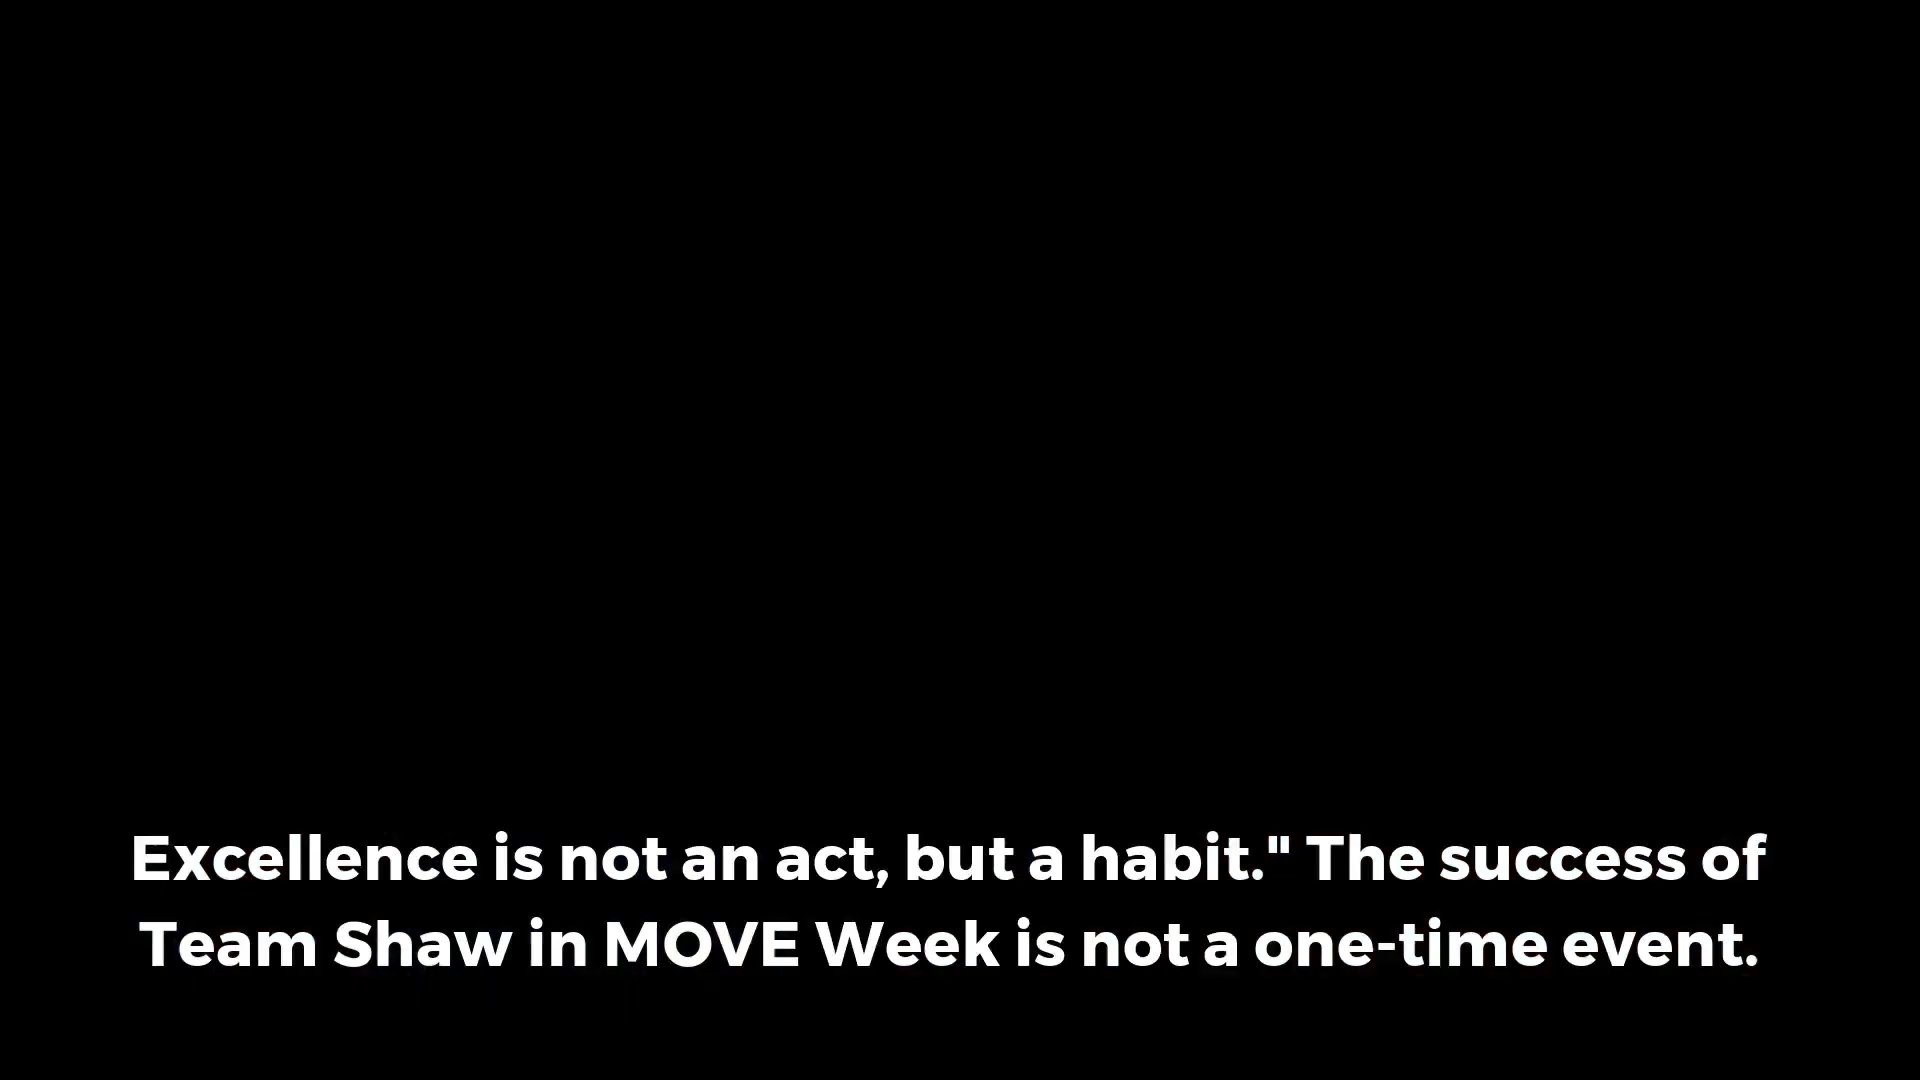 Excellence is not an act, but a habit." The success of
Team Shaw in MOVE Week is not a one-time event.